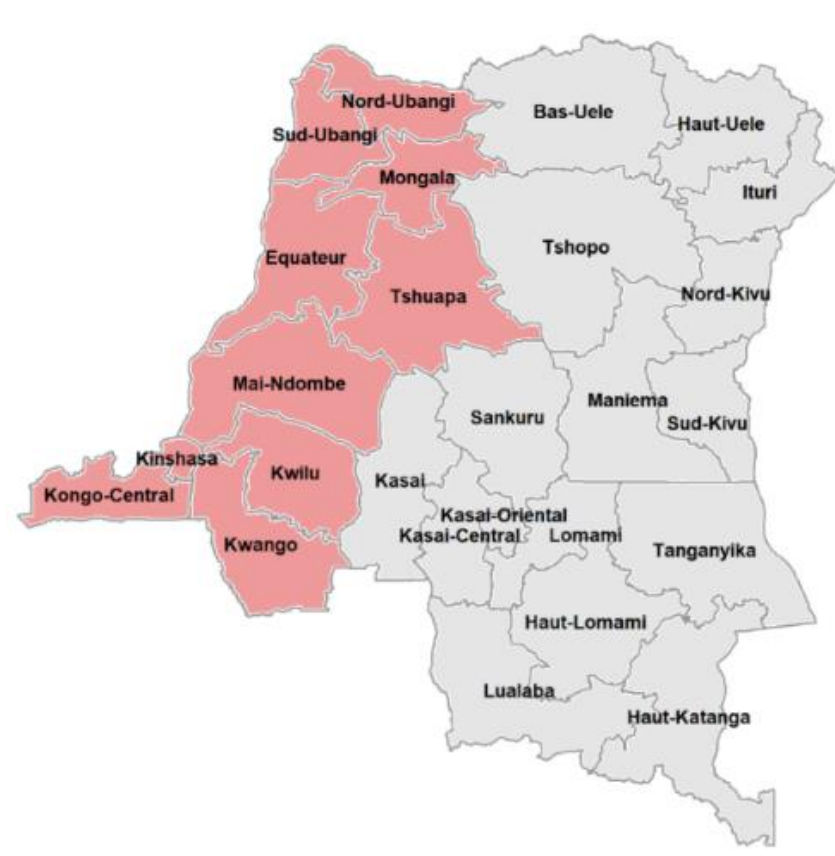 Nord-Ubangi
Bas-Uele
Haut-Uele
Sud-Ubangi
Mongala
Ituri
Tshopo
Equateur
Tshuapa
Nord-Kivu
Mai-Ndombe
Maniema
Sankuru
Sud-Kivu
Kinshasa
Kwilu
Kasai
Kongo-Central
Kasai-Oriental
Kasai-Central
Lomami
Kwango
Tanganyika
Haut-Lomami
Lualaba
Haut-Katanga